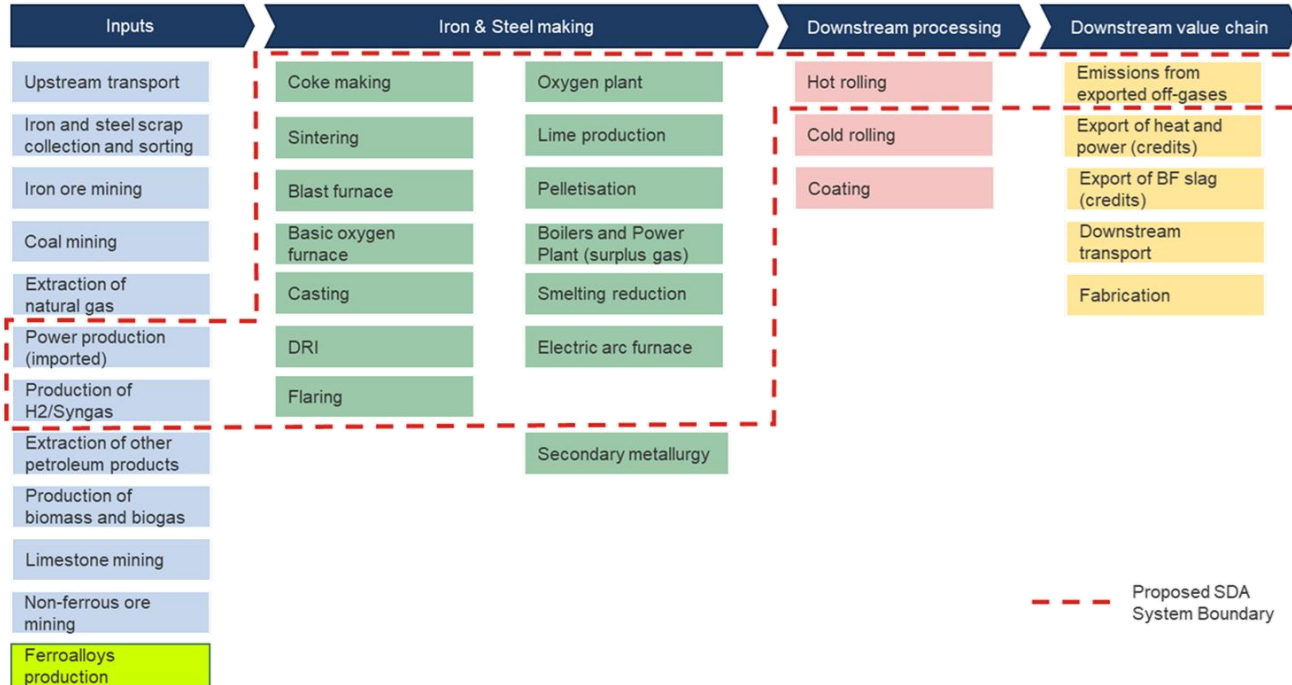 Inputs
Iron & Steel making
Downstream processing
Downstream value chain
Upstream transport
Iron and steel scrap
collection and sorting
Iron ore mining
Coal mining
Extraction of
natural gas
Power production
(imported)
Production of
H2/Syngas
Extraction of other
petroleum products
Production of
biomass and biogas
Limestone mining
Non-ferrous ore
mining
Ferroalloys
production
Coke making
Sintering
Blast furnace
Basic oxygen
furnace
Casting
DRI
Flaring
Oxygen plant
Lime production
Pelletisation
Boilers and Power
Plant (surplus gas)
Smelting reduction
Electric arc furnace
Secondary metallurgy
Hot rolling
Cold rolling
Coating
Emissions from
exported off-gases
Export of heat and
power (credits)
Export of BF slag
(credits)
Downstream
transport
Fabrication
Proposed SDA
System Boundary